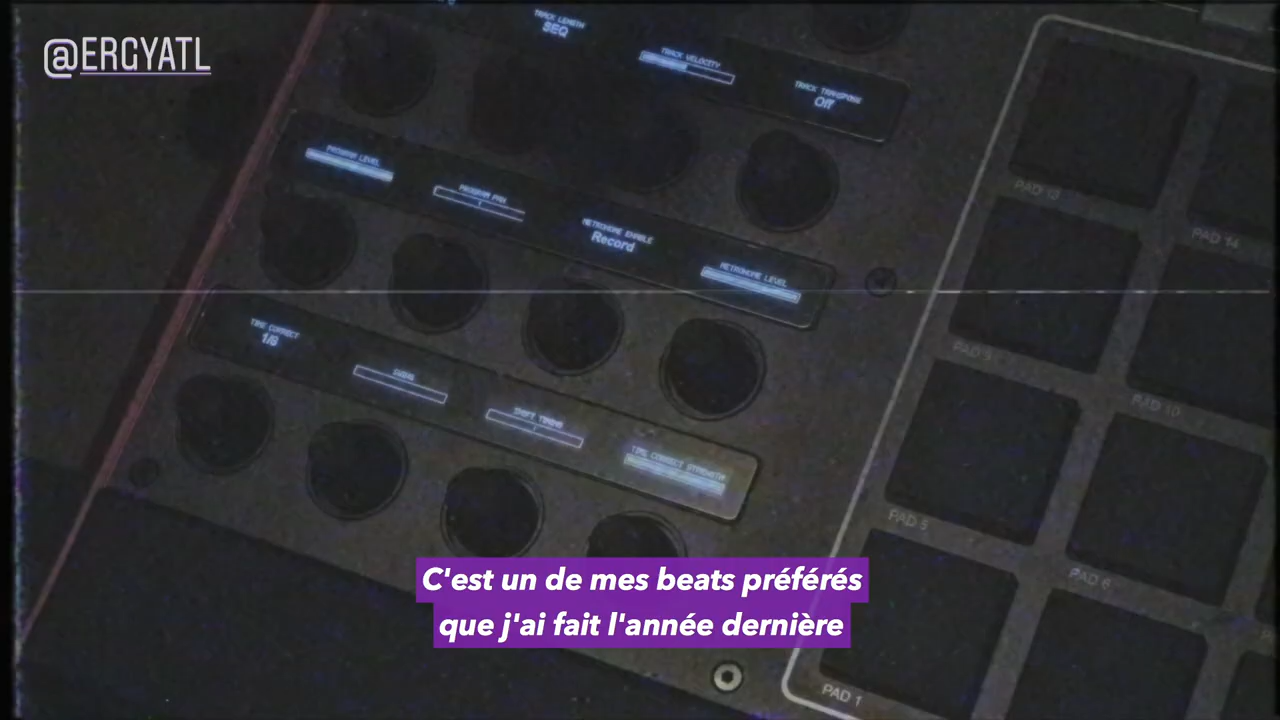 @ERGYATL
TRACK LENGTH
SEQ
TRACK VELOCITY
TRACK TRANSPOSE
Off
PROGRAM LEVEL
PROGRAM PAN
METRONOME ENABLE
Record
METRONOME LEVEL
TIME CORRECT
1/8
SWING
SHIFT TIMING
TIME CORRECT STRENGTH
PAD 13
PAD 14
PAD 9
PAD 10
PAD 5
PAD 6
PAD 1
C'est un de mes beats préférés
que j'ai fait l'année dernière